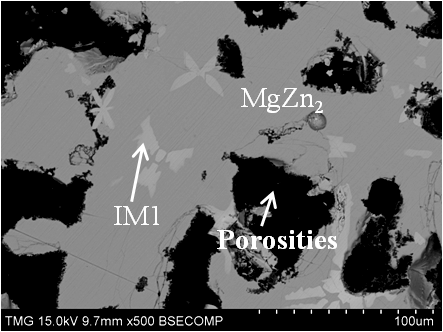 MgZn₂
IM1
Porosities
TMG 15.0kV 9.7mm x500 BSECOMP 100um